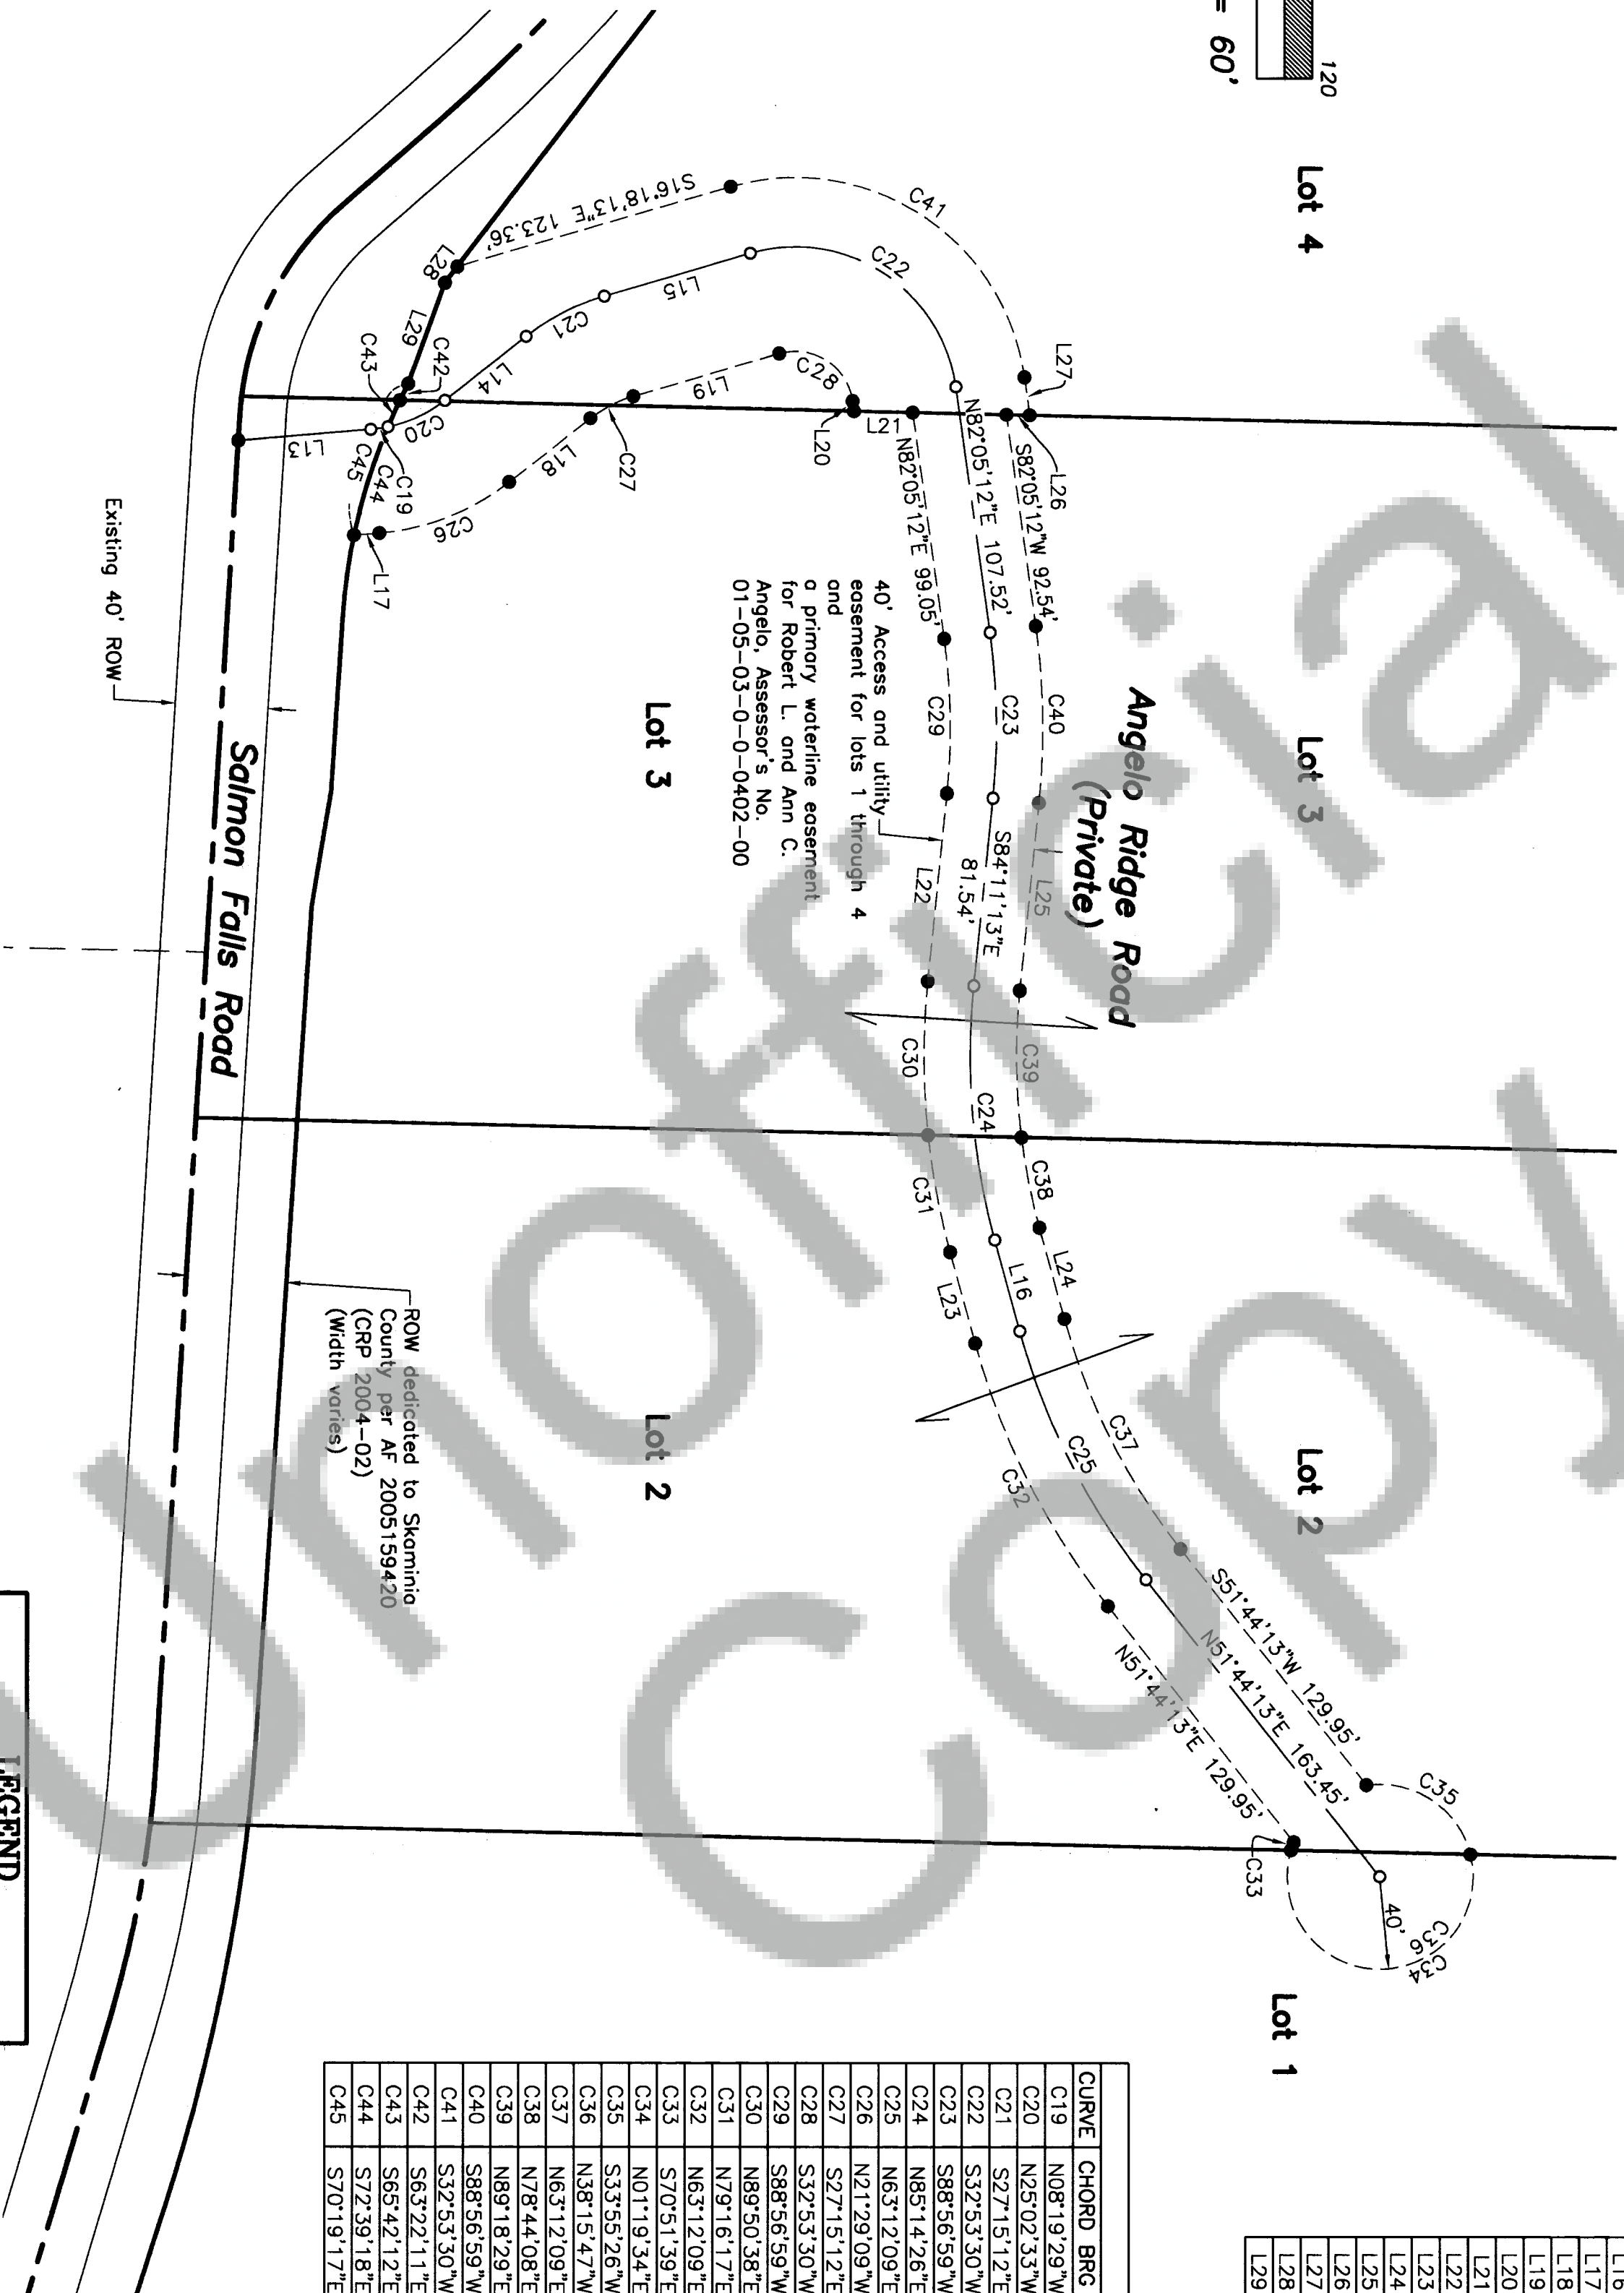 120
= 60'
Lot 4
Lot 3
Lot 2
Lot 1
Angelo Ridge Road
(Private)
Lot 3
Lot 2
C41
S16°18'13"E 123.36'
L28
L29
C42
C43
C22
L15
C21
L14
C20
L13
C45
C44
C19
L17
C26
L18
C27
L19
C28
L20
L21
L27
L26
N82°05'12"E 107.52'
S82°05'12"W 92.54'
N82°05'12"E 99.05'
C40
C23
C29
L25
S84°11'13"E
81.54'
L22
C39
C24
C30
C38
C31
L24
L16
L23
C37
C25
C32
S51°44'13"W 129.95'
N51°44'13"E 163.45'
N51°44'13"E 129.95'
C35
C33
40'
C34
C36
40' Access and utility
easement for lots 1 through 4
and
a primary waterline easement
for Robert L. and Ann C.
Angelo, Assessor's No.
01-05-03-0-0-0402-00
Existing 40' ROW
Salmon Falls Road
ROW dedicated to Skaminia
County per AF 2005159420
(CRP 2004-02)
(Width varies)
LEGEND
CURVE CHORD BRG
C19 N08°19'29"W
C20 N25°02'33"W
C21 S27°15'12"E
C22 S32°53'30"W
C23 S88°56'59"W
C24 N85°14'26"E
C25 N63°12'09"E
C26 N21°29'09"W
C27 S27°15'12"E
C28 S32°53'30"W
C29 S88°56'59"W
C30 N89°50'38"E
C31 N79°16'17"E
C32 N63°12'09"E
C33 S70°51'39"E
C34 N01°19'34"E
C35 S33°55'26"W
C36 N38°15'47"W
C37 N63°12'09"E
C38 N78°44'08"E
C39 N89°18'29"E
C40 S88°56'59"W
C41 S32°53'30"W
C42 S63°22'11"E
C43 S65°42'12"E
C44 S72°39'18"E
C45 S70°19'17"E
L17
L18
L19
L20
L21
L22
L23
L24
L25
L26
L27
L28
L29
Unofficial
Copy